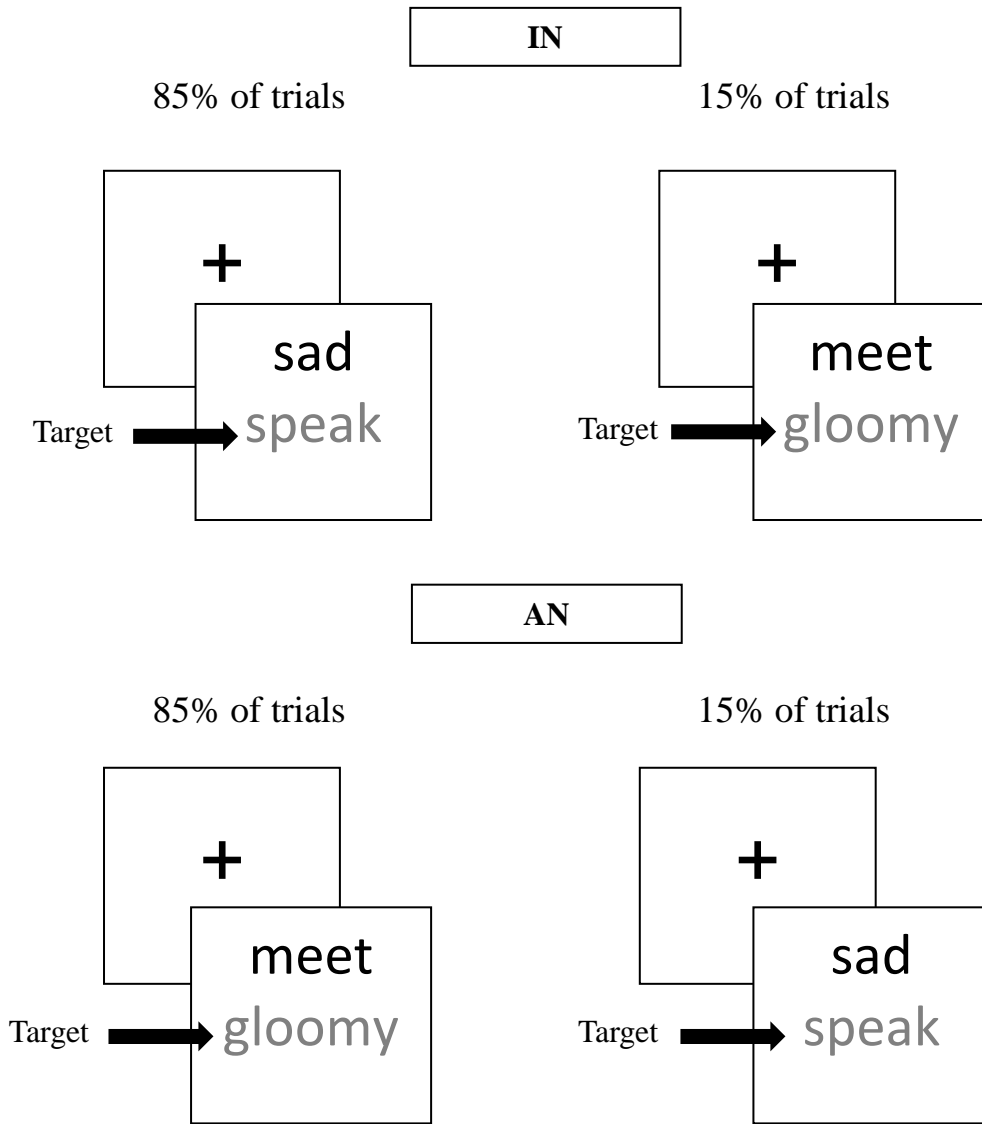 IN
85% of trials 15% of trials
+ +
sad meet
Target speak Target gloomy
AN
85% of trials 15% of trials
+ +
meet sad
Target gloomy Target speak